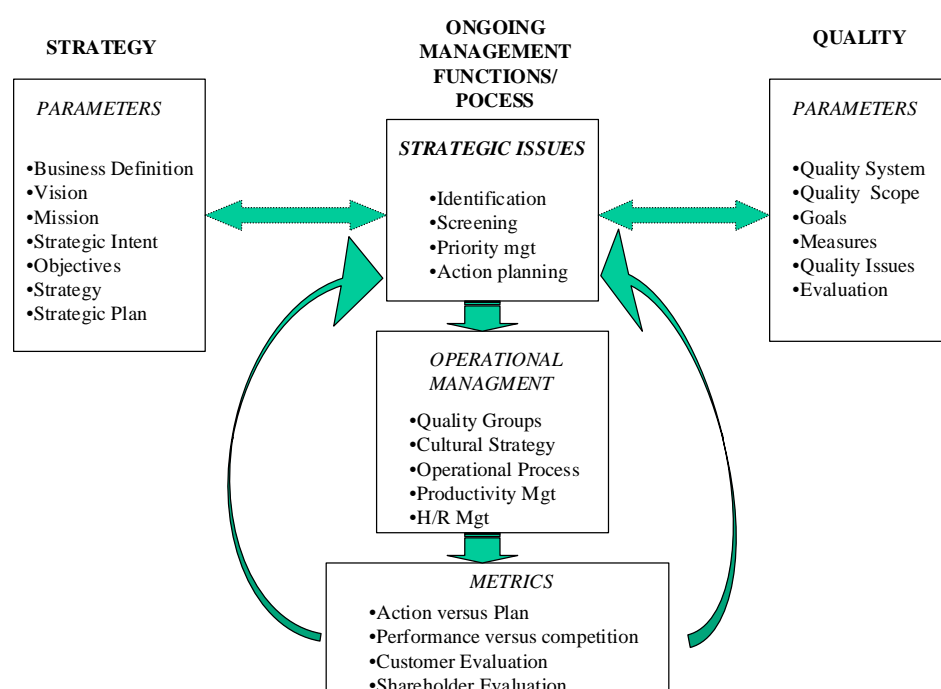 STRATEGY
PARAMETERS
•Business Definition
•Vision
•Mission
•Strategic Intent
•Objectives
•Strategy
•Strategic Plan
ONGOING
MANAGEMENT
FUNCTIONS/
POCESS
STRATEGIC ISSUES
•Identification
•Screening
•Priority mgt
•Action planning
OPERATIONAL
MANAGMENT
•Quality Groups
•Cultural Strategy
•Operational Process
•Productivity Mgt
•H/R Mgt
METRICS
•Action versus Plan
•Performance versus competition
•Customer Evaluation
•Shareholder Evaluation
QUALITY
PARAMETERS
•Quality System
•Quality Scope
•Goals
•Measures
•Quality Issues
•Evaluation